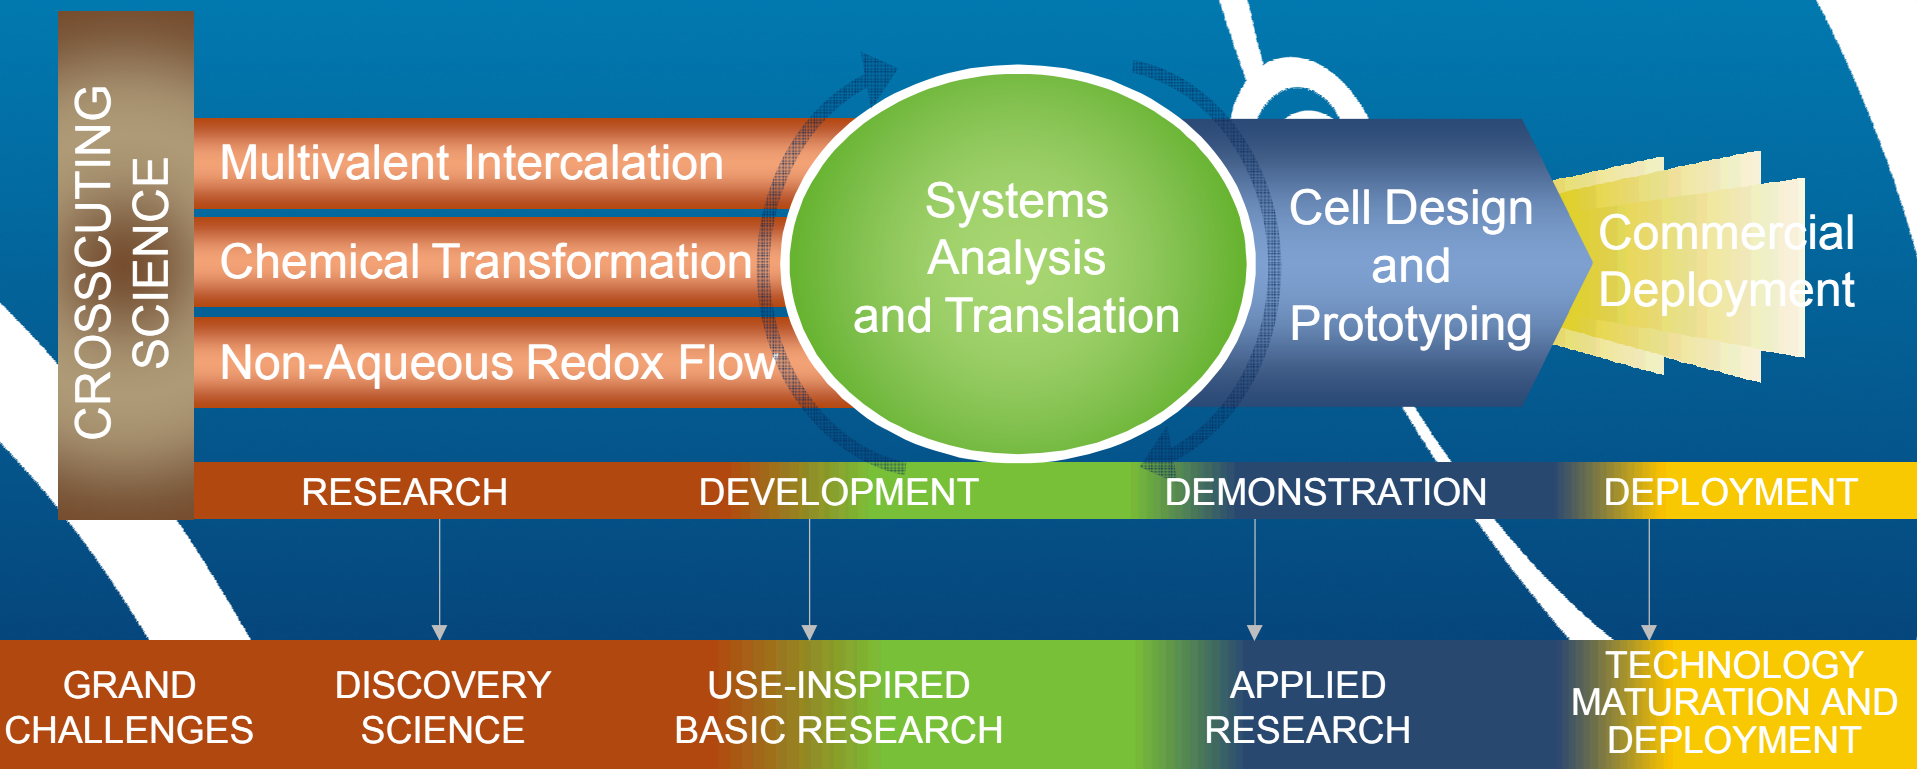 CROSSCUTING
SCIENCE
Multivalent Intercalation
Chemical Transformation
Non-Aqueous Redox Flow
Systems
Analysis
and Translation
Cell Design
and
Prototyping
Commercial
Deployment
RESEARCH
DEVELOPMENT
DEMONSTRATION
DEPLOYMENT
GRAND
CHALLENGES
DISCOVERY
SCIENCE
USE-INSPIRED
BASIC RESEARCH
APPLIED
RESEARCH
TECHNOLOGY
MATURATION AND
DEPLOYMENT